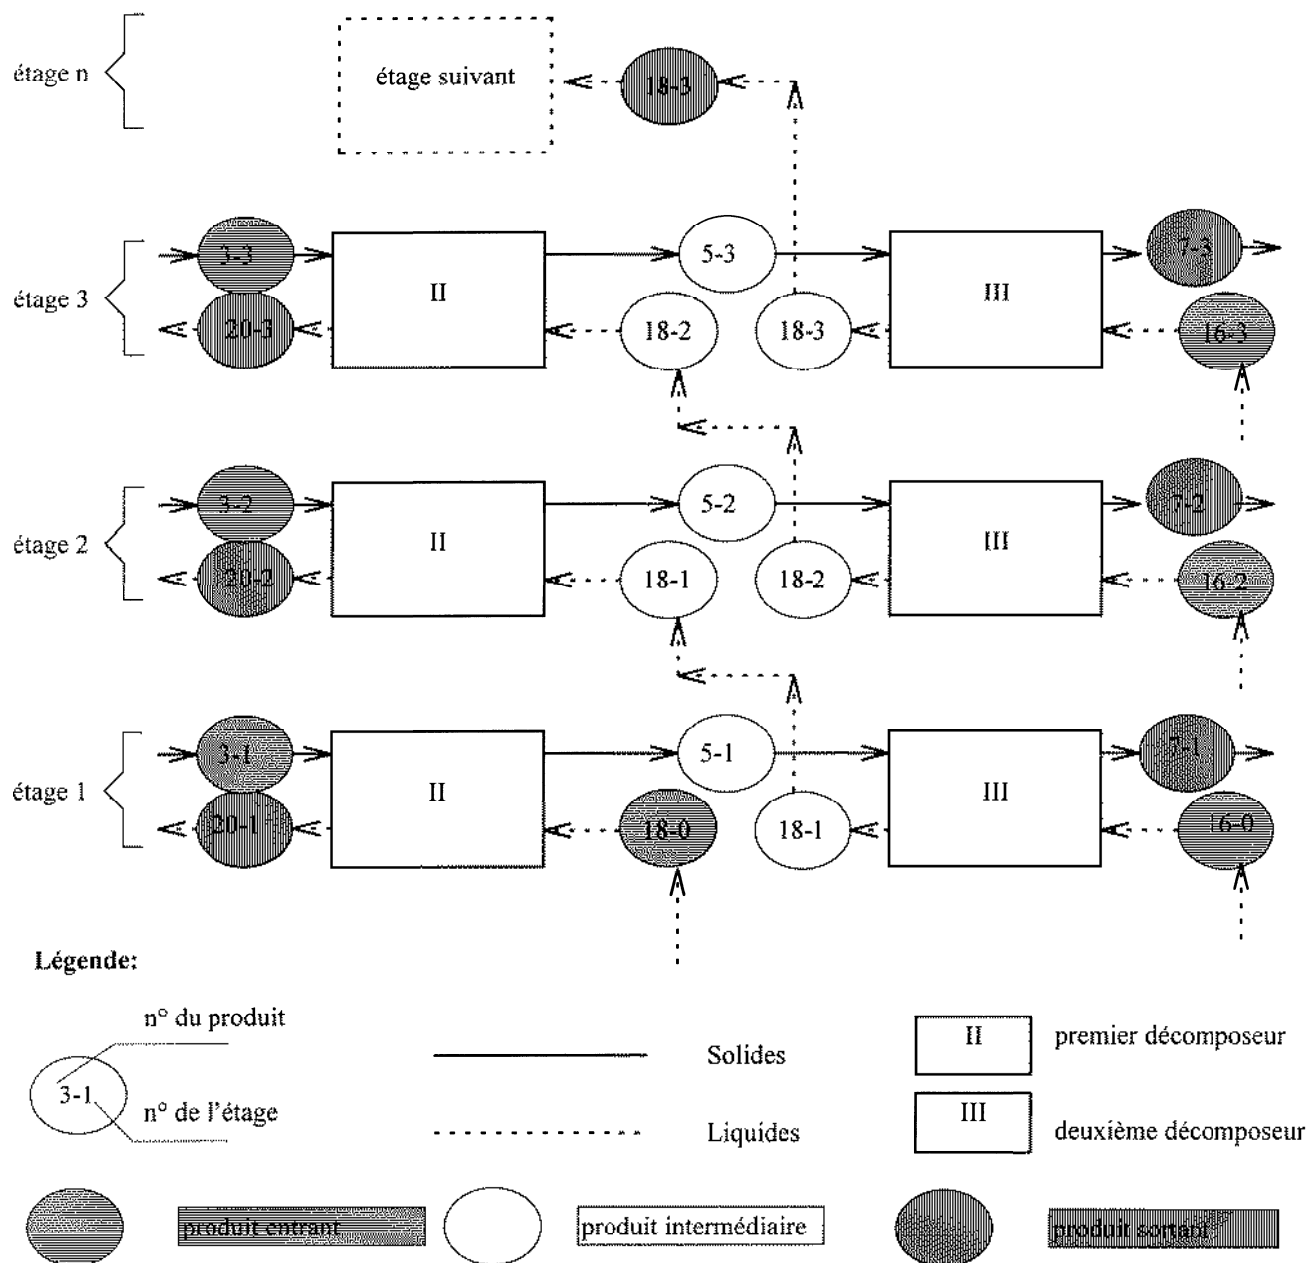 étage n
étage suivant
18-3
3-3
5-3
7-3
étage 3
II
III
20-3
18-2
18-3
16-3
3-2
5-2
7-2
étage 2
II
III
20-2
18-1
18-2
16-2
3-1
5-1
7-1
étage 1
II
III
20-1
18-0
18-1
16-0
Légende:
n° du produit
3-1
n° de l'étage
Solides
Liquides
II
premier décomposeur
III
deuxième décomposeur
produit entrant
produit intermédiaire
produit sortant